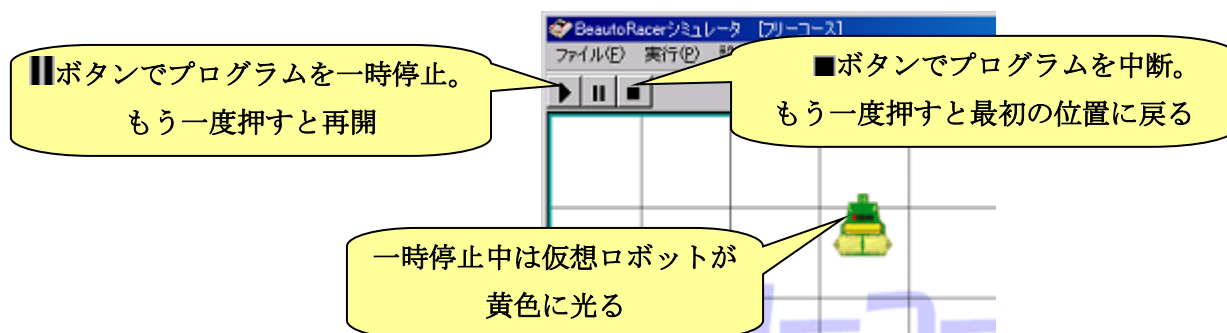 BeautoRacerシミュレータ [フリーコース]
ファイル(F) 実行(P)
▮▮ボタンでプログラムを一時停止。
もう一度押すと再開
■ボタンでプログラムを中断。
もう一度押すと最初の位置に戻る
一時停止中は仮想ロボットが
黄色に光る